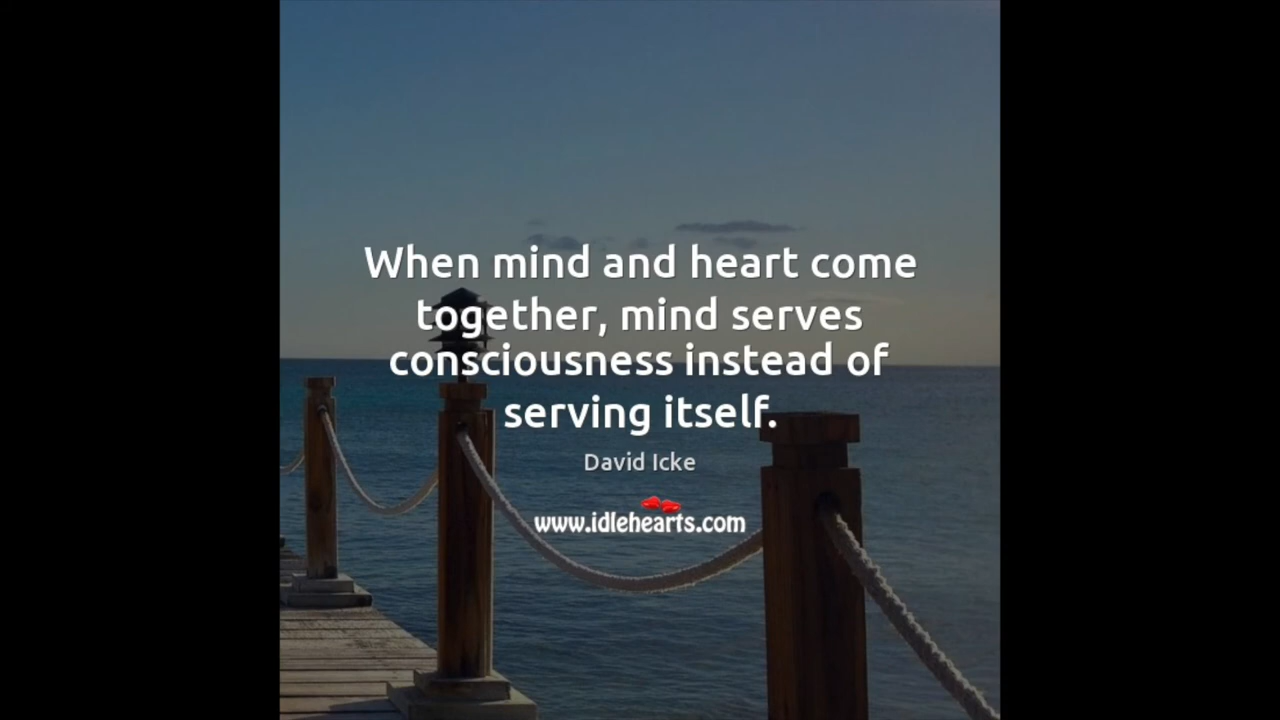 When mind and heart come
together, mind serves
consciousness instead of
serving itself.
David Icke
www.idlehearts.com